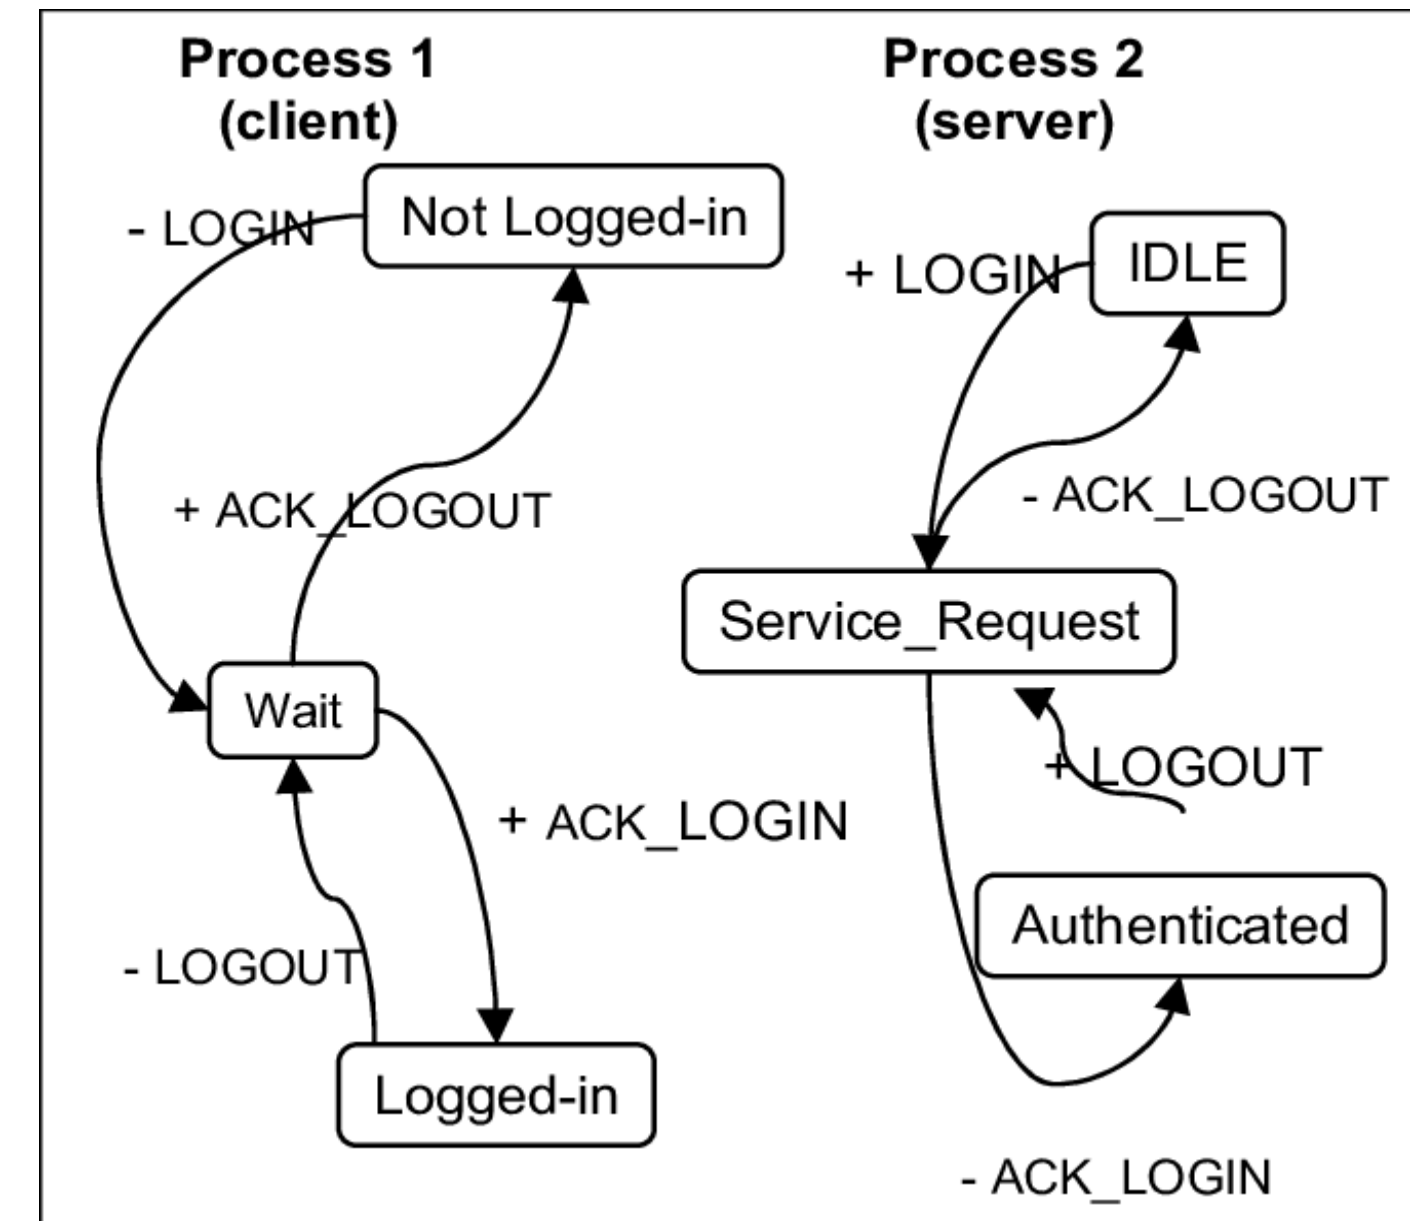 Process 1
(client)
Process 2
(server)
- LOGIN
Not Logged-in
+ LOGIN
IDLE
+ ACK_LOGOUT
- ACK_LOGOUT
Service_Request
Wait
+ LOGOUT
+ ACK_LOGIN
Authenticated
- LOGOUT
Logged-in
- ACK_LOGIN